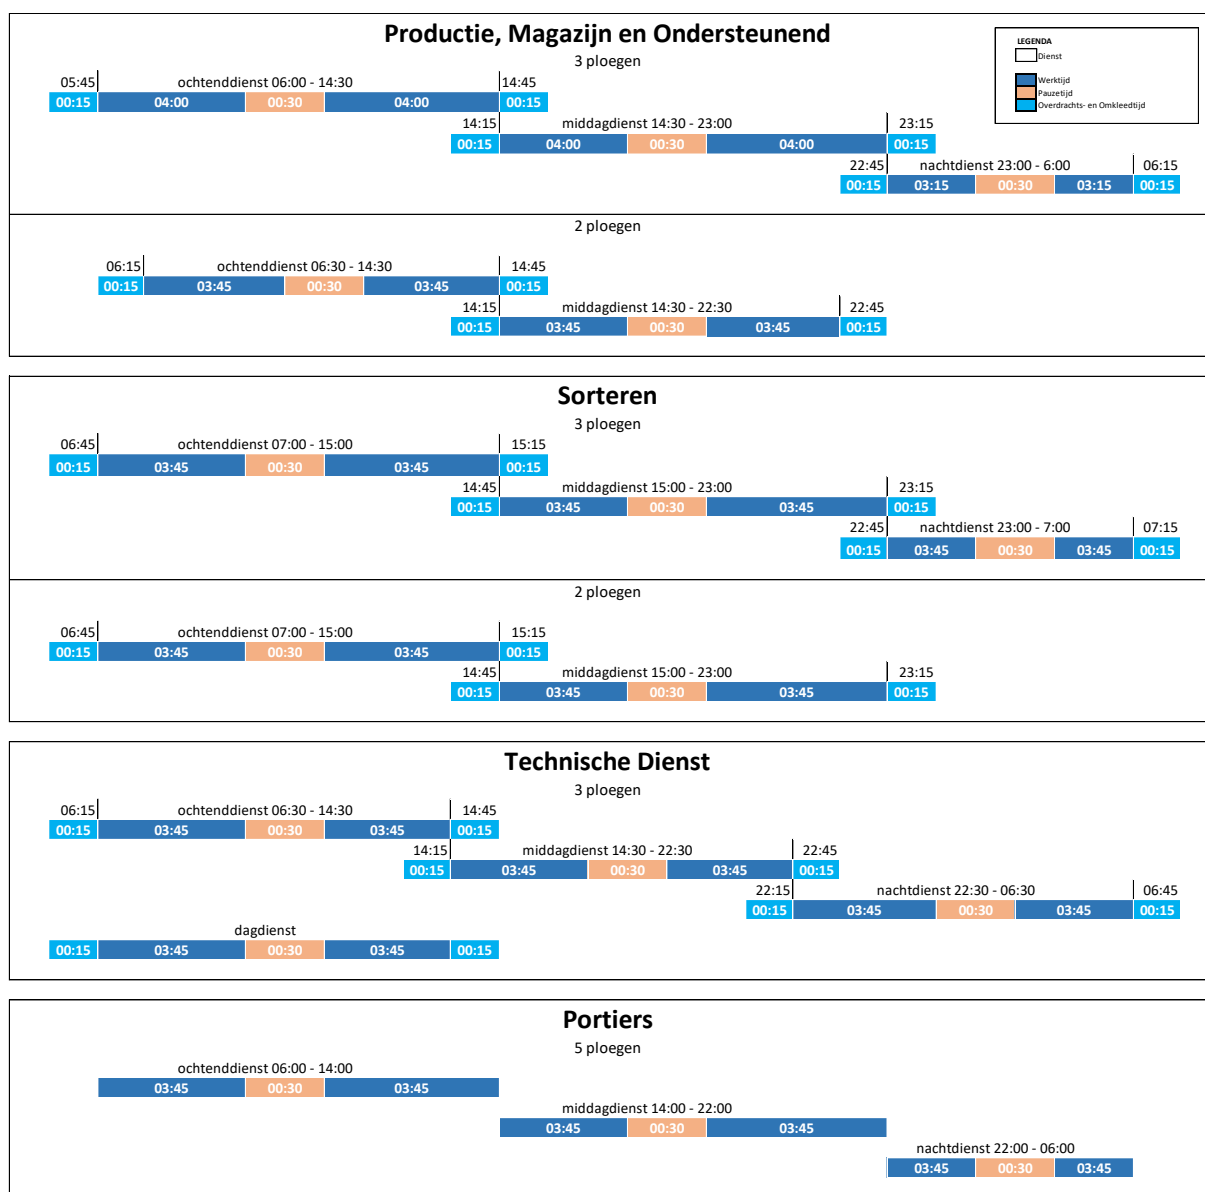 Productie, Magazijn en Ondersteunend
3 ploegen
LEGENDA
Dienst
Werktijd
Pauzetijd
Overdrachts- en Omkleedtijd
05:45 ochtenddienst 06:00 - 14:30 14:45
00:15 04:00 00:30 04:00 00:15
14:15 middagdienst 14:30 - 23:00 23:15
00:15 04:00 00:30 04:00 00:15
22:45 nachtdienst 23:00 - 6:00 06:15
00:15 03:15 00:30 03:15 00:15
2 ploegen
06:15 ochtenddienst 06:30 - 14:30 14:45
00:15 03:45 00:30 03:45 00:15
14:15 middagdienst 14:30 - 22:30 22:45
00:15 03:45 00:30 03:45 00:15
Sorteren
3 ploegen
06:45 ochtenddienst 07:00 - 15:00 15:15
00:15 03:45 00:30 03:45 00:15
14:45 middagdienst 15:00 - 23:00 23:15
00:15 03:45 00:30 03:45 00:15
22:45 nachtdienst 23:00 - 7:00 07:15
00:15 03:45 00:30 03:45 00:15
2 ploegen
06:45 ochtenddienst 07:00 - 15:00 15:15
00:15 03:45 00:30 03:45 00:15
14:45 middagdienst 15:00 - 23:00 23:15
00:15 03:45 00:30 03:45 00:15
Technische Dienst
3 ploegen
06:15 ochtenddienst 06:30 - 14:30 14:45
00:15 03:45 00:30 03:45 00:15
14:15 middagdienst 14:30 - 22:30 22:45
00:15 03:45 00:30 03:45 00:15
22:15 nachtdienst 22:30 - 06:30 06:45
00:15 03:45 00:30 03:45 00:15
dagdienst
00:15 03:45 00:30 03:45 00:15
Portiers
5 ploegen
ochtenddienst 06:00 - 14:00
03:45 00:30 03:45
middagdienst 14:00 - 22:00
03:45 00:30 03:45
nachtdienst 22:00 - 06:00
03:45 00:30 03:45